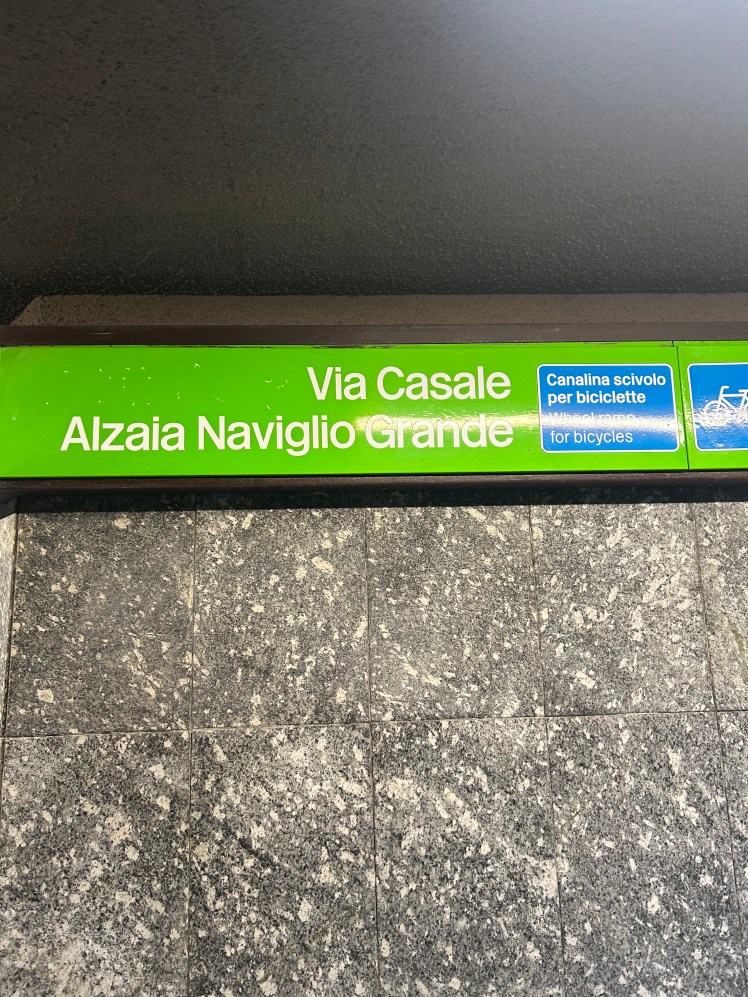 Via Casale
Alzaia Naviglio Grande
Canalina scivolo
per biciclette
Wheel ramp
for bicycles